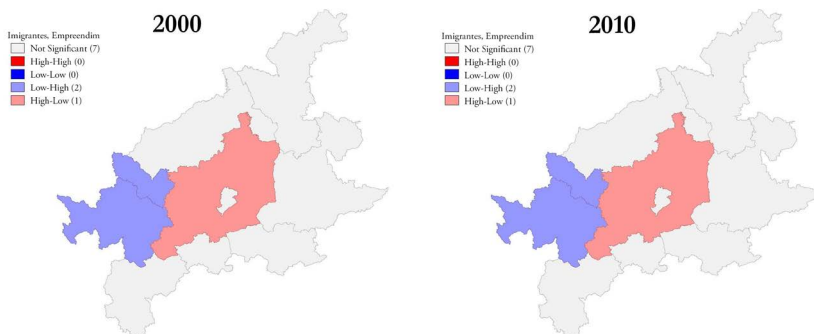 2000
Imigrantes, Empreendim
Not Significant (7)
High-High (0)
Low-Low (0)
Low-High (2)
High-Low (1)
2010
Imigrantes, Empreendim
Not Significant (7)
High-High (0)
Low-Low (0)
Low-High (2)
High-Low (1)